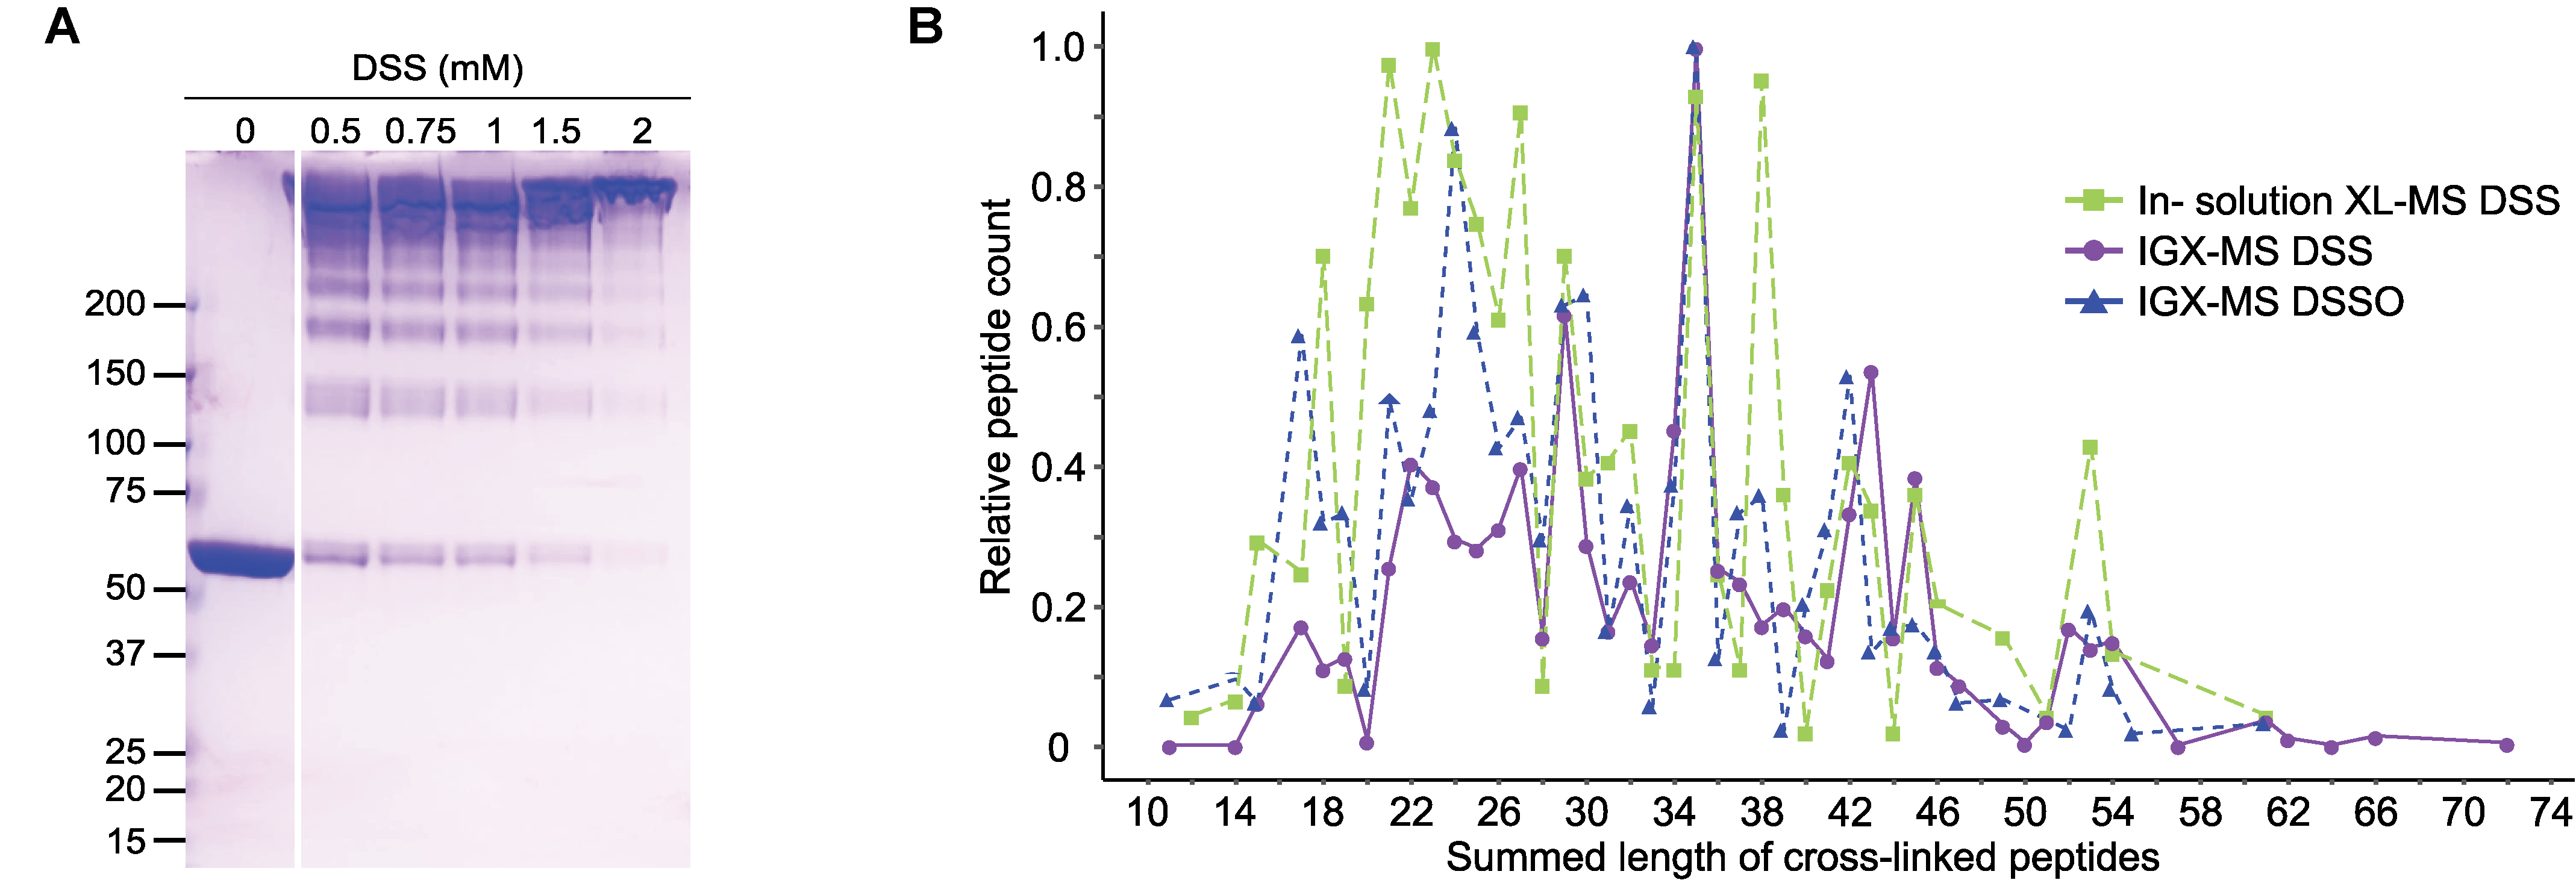 A
DSS (mM)
0 0.5 0.75 1 1.5 2
200
150
100
75
50
37
25
20
15
B
Relative peptide count
1.0
0.8
0.6
0.4
0.2
0
In- solution XL-MS DSS
IGX-MS DSS
IGX-MS DSSO
10 14 18 22 26 30 34 38 42 46 50 54 58 62 66 70 74
Summed length of cross-linked peptides